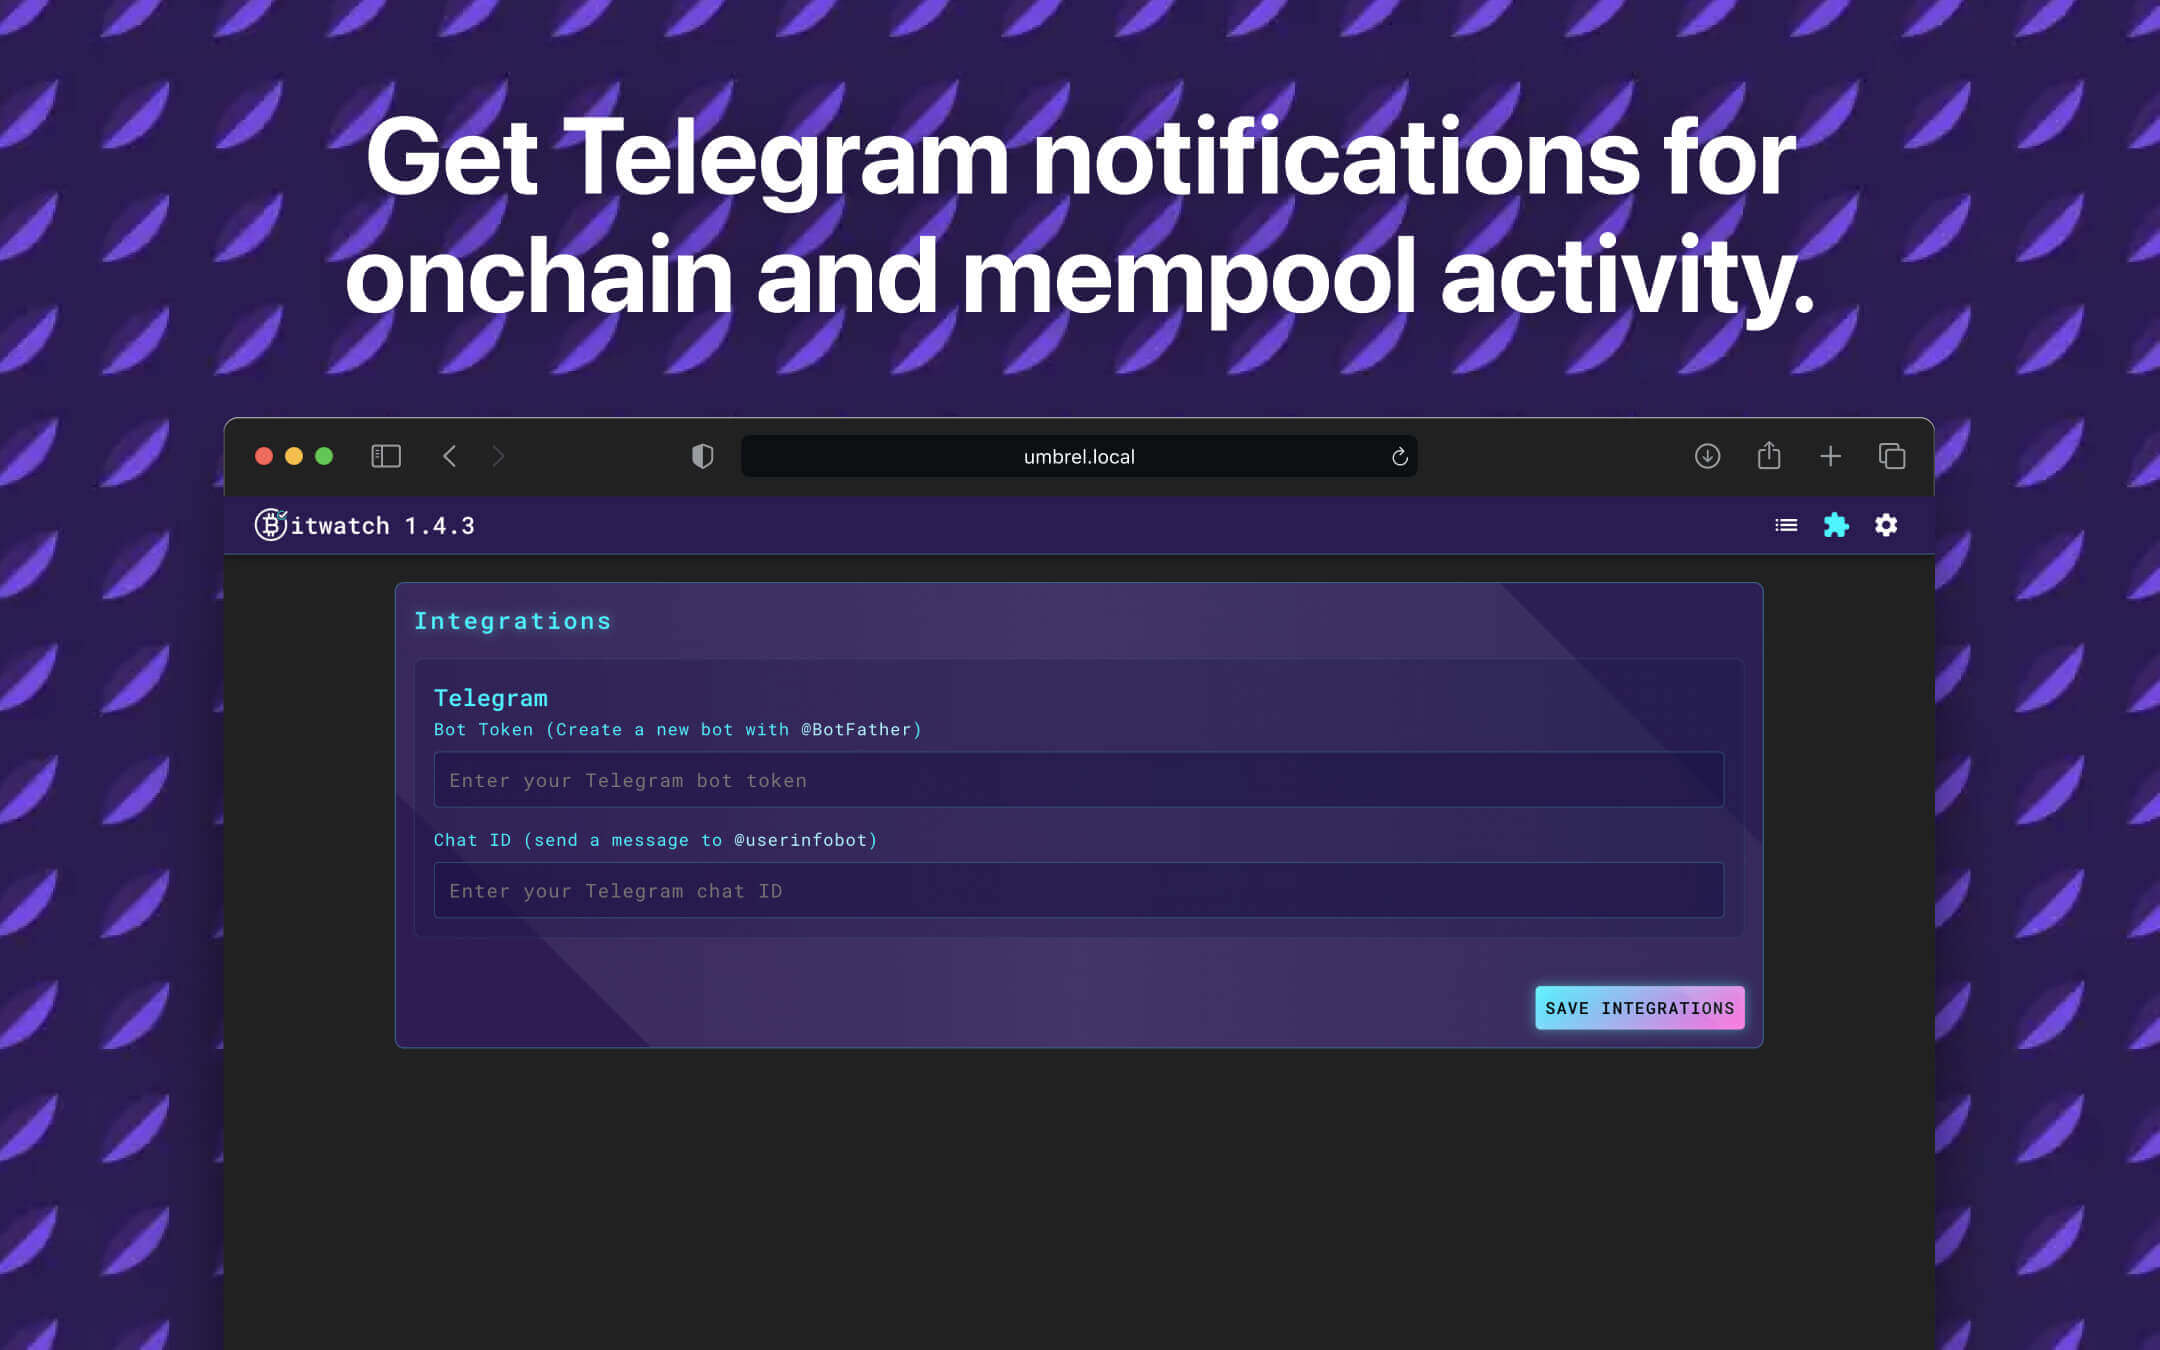 Get Telegram notifications for
onchain and mempool activity.
umbrel.local
Bitwatch 1.4.3
Integrations
Telegram
Bot Token (Create a new bot with @BotFather)
Enter your Telegram bot token
Chat ID (send a message to @userinfobot)
Enter your Telegram chat ID
SAVE INTEGRATIONS